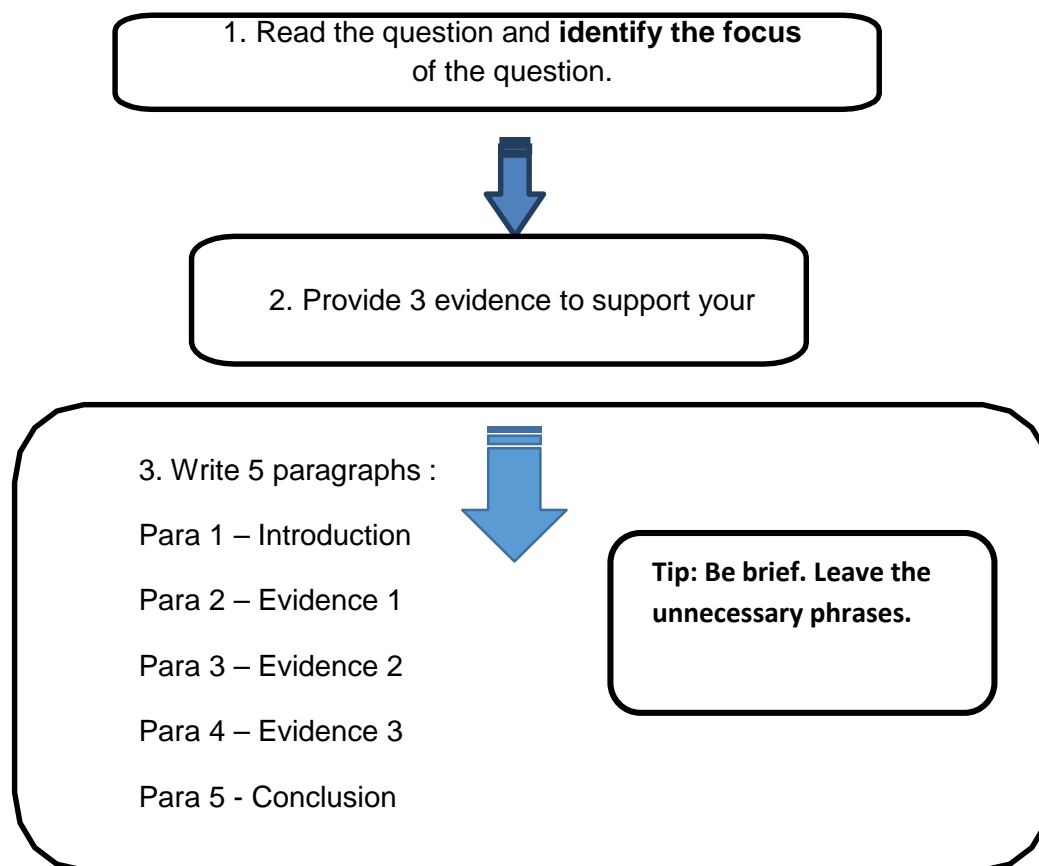 1. Read the question and identify the focus
of the question.
2. Provide 3 evidence to support your
3. Write 5 paragraphs :
Para 1 – Introduction
Para 2 – Evidence 1
Para 3 – Evidence 2
Para 4 – Evidence 3
Para 5 - Conclusion
Tip: Be brief. Leave the
unnecessary phrases.